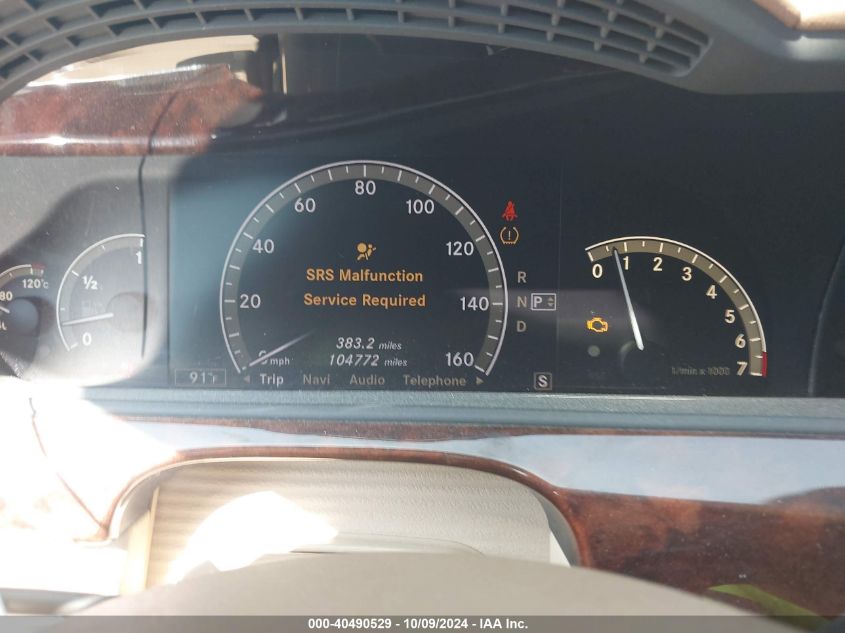 80
60
100
40
120
SRS Malfunction
20
Service Required
140
383.2 miles
104772 miles
mph
160
91°F
Trip Navi Audio Telephone
R
N P
D
S
120°C
80
1
½
0
0 1 2 3 4 5 6 7
1/min x 1000
000-40490529 - 10/09/2024 - IAA Inc.